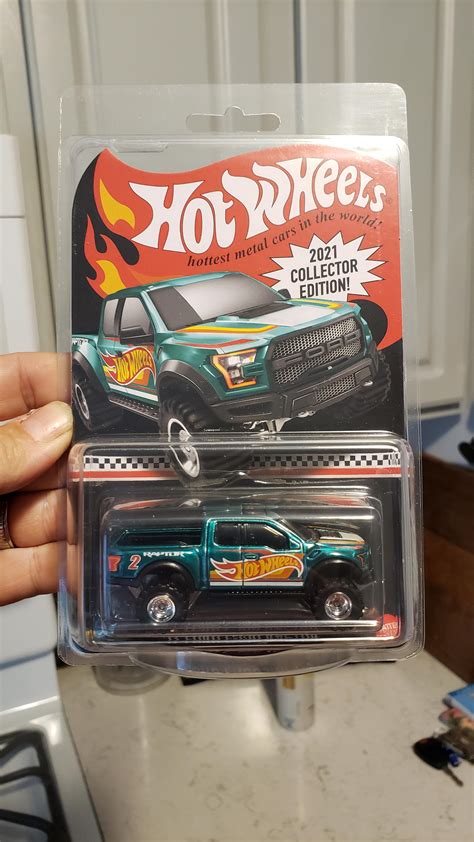 HOT WHEELS
hottest metal cars in the world!
2021
COLLECTOR
EDITION!
FORD
HOT WHEELS
2 RAPTOR
HOT WHEELS